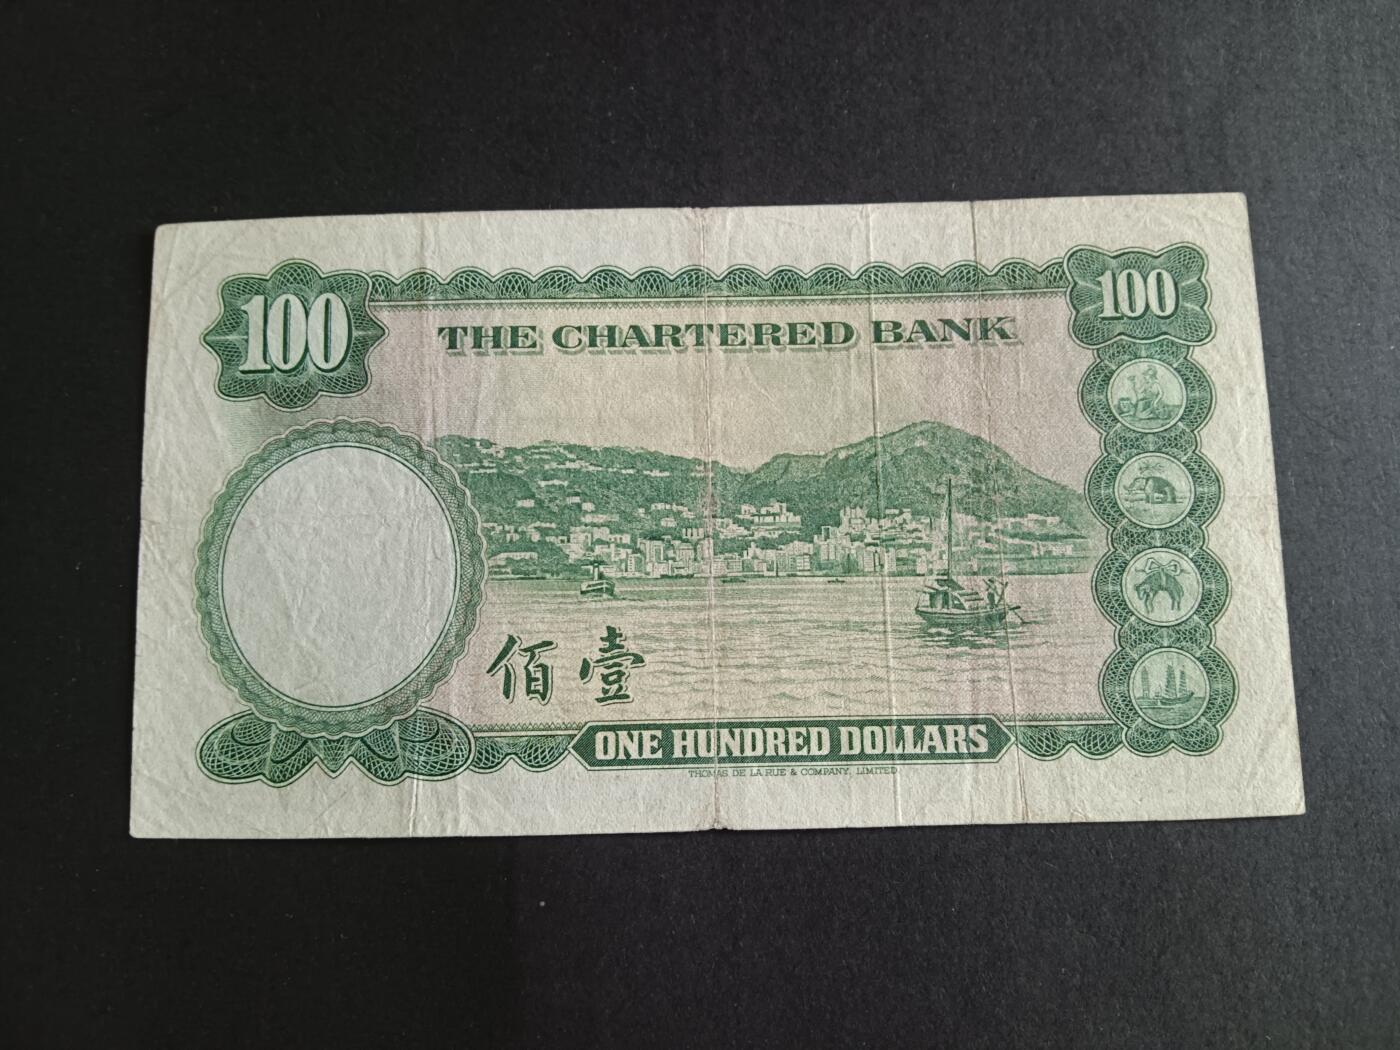 100
100
THE CHARTERED BANK
佰壹
ONE HUNDRED DOLLARS
THOMAS DE LA RUE & COMPANY, LIMITED